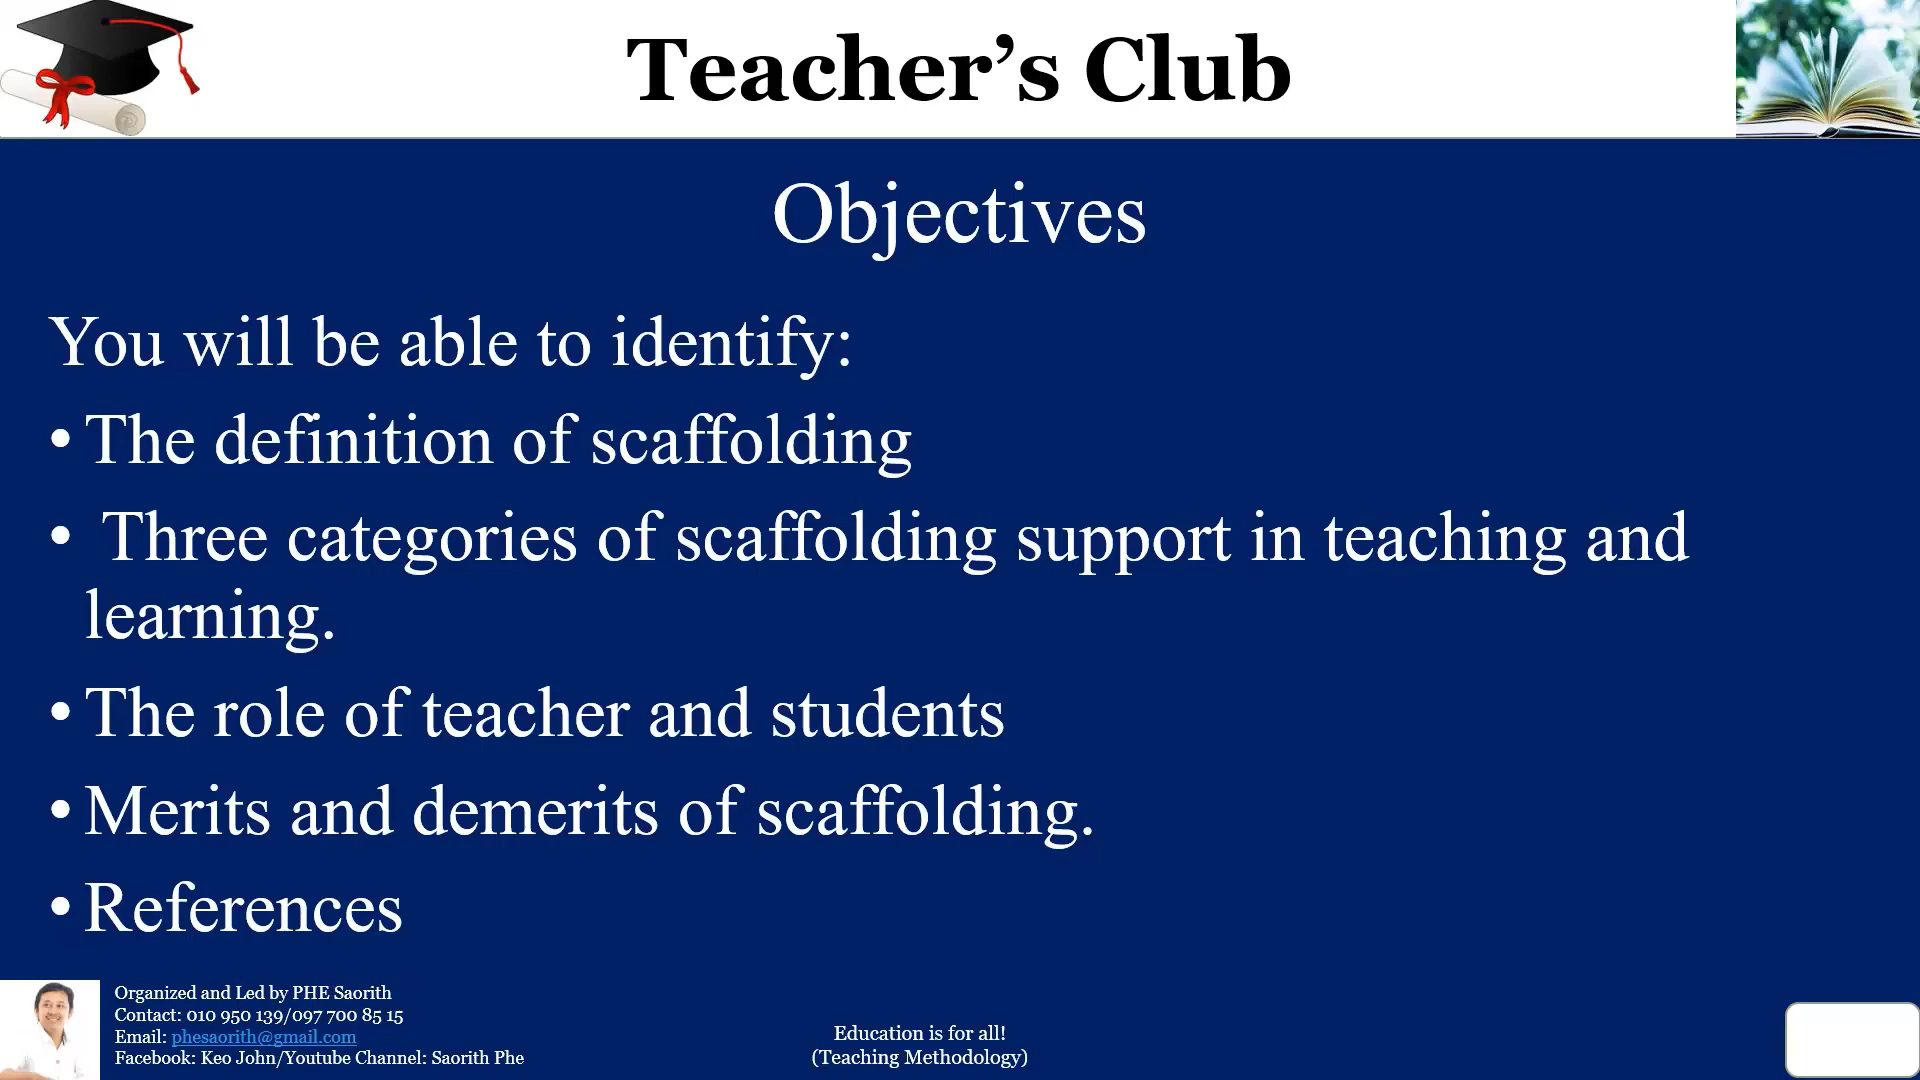 Teacher’s Club
Objectives
You will be able to identify:
• The definition of scaffolding
• Three categories of scaffolding support in teaching and
learning.
• The role of teacher and students
• Merits and demerits of scaffolding.
• References
Organized and Led by PHE Saorith
Contact: 010 950 139/097 700 85 15
Email: phesaorith@gmail.com
Facebook: Keo John/Youtube Channel: Saorith Phe
Education is for all!
(Teaching Methodology)